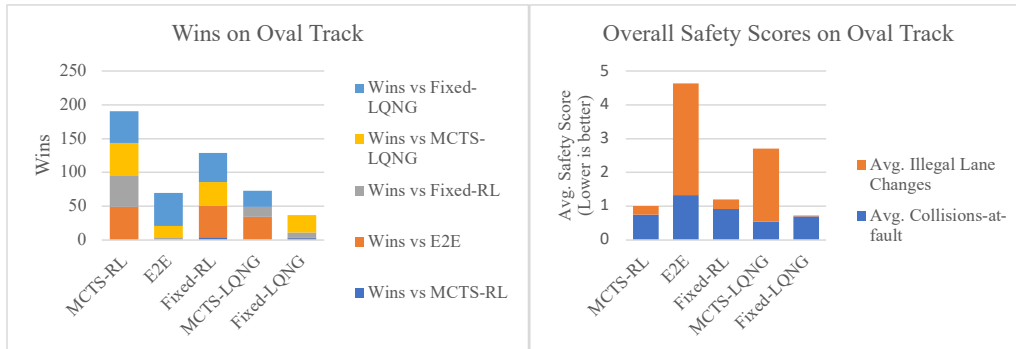 Wins on Oval Track
250
200
150
100
50
0
Wins
MCTS-RL
E2E
Fixed-RL
MCTS-LQNG
Fixed-LQNG
Wins vs Fixed-
LQNG
Wins vs MCTS-
LQNG
Wins vs Fixed-RL
Wins vs E2E
Wins vs MCTS-RL
Overall Safety Scores on Oval Track
5
4
3
2
1
0
Avg. Safety Score
(Lower is better)
MCTS-RL
E2E
Fixed-RL
MCTS-LQNG
Fixed-LQNG
Avg. Illegal Lane
Changes
Avg. Collisions-at-
fault